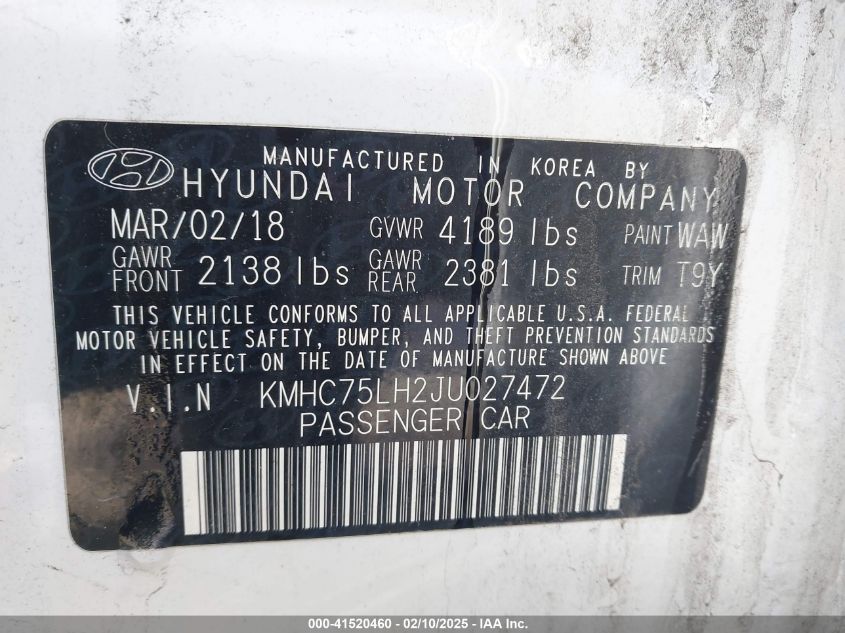 MANUFACTURED IN KOREA BY
HYUNDAI MOTOR COMPANY
MAR/02/18 GVWR 4189 lbs PAINT WAW
GAWR FRONT 2138 lbs GAWR REAR 2381 lbs TRIM T9Y
THIS VEHICLE CONFORMS TO ALL APPLICABLE U.S.A. FEDERAL
MOTOR VEHICLE SAFETY, BUMPER, AND THEFT PREVENTION STANDARDS
IN EFFECT ON THE DATE OF MANUFACTURE SHOWN ABOVE
V.I.N KMHC75LH2JU027472
PASSENGER CAR
000-41520460 - 02/10/2025 - IAA Inc.